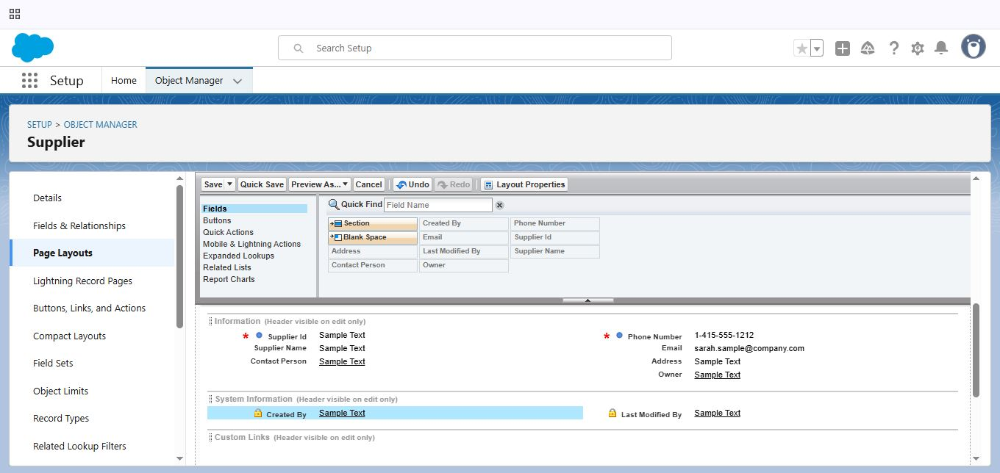 Search Setup
Setup
Home
Object Manager
SETUP > OBJECT MANAGER
Supplier
Details
Fields & Relationships
Page Layouts
Lightning Record Pages
Buttons, Links, and Actions
Compact Layouts
Field Sets
Object Limits
Record Types
Related Lookup Filters
Save Quick Save Preview As... Cancel Undo Redo Layout Properties
Fields
Buttons
Quick Actions
Mobile & Lightning Actions
Expanded Lookups
Related Lists
Report Charts
Quick Find Field Name
Section Created By Phone Number
Blank Space Email Supplier Id
Address Last Modified By Supplier Name
Contact Person Owner
Information (Header visible on edit only)
* Supplier Id Sample Text * Phone Number 1-415-555-1212
Supplier Name Sample Text Email sarah.sample@company.com
Contact Person Sample Text Address Sample Text
Owner Sample Text
System Information (Header visible on edit only)
Created By Sample Text Last Modified By Sample Text
Custom Links (Header visible on edit only)